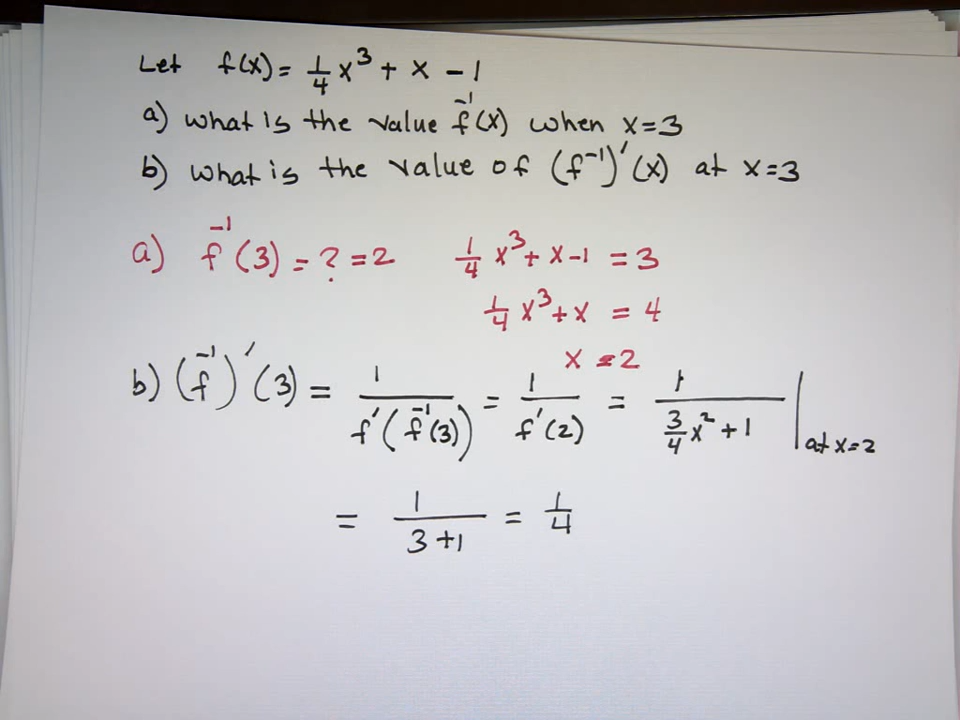 Let f(x) = 1/4 x³ + x - 1
a) what is the value f⁻¹(x) when x=3
b) what is the value of (f⁻¹)'(x) at x=3
a) f⁻¹(3) = ? = 2 1/4 x³ + x - 1 = 3
1/4 x³ + x = 4
x = 2
b) (f⁻¹)'(3) = 1/f'(f⁻¹(3)) = 1/f'(2) = 1/(3/4 x² + 1) | at x=2
= 1/(3+1) = 1/4